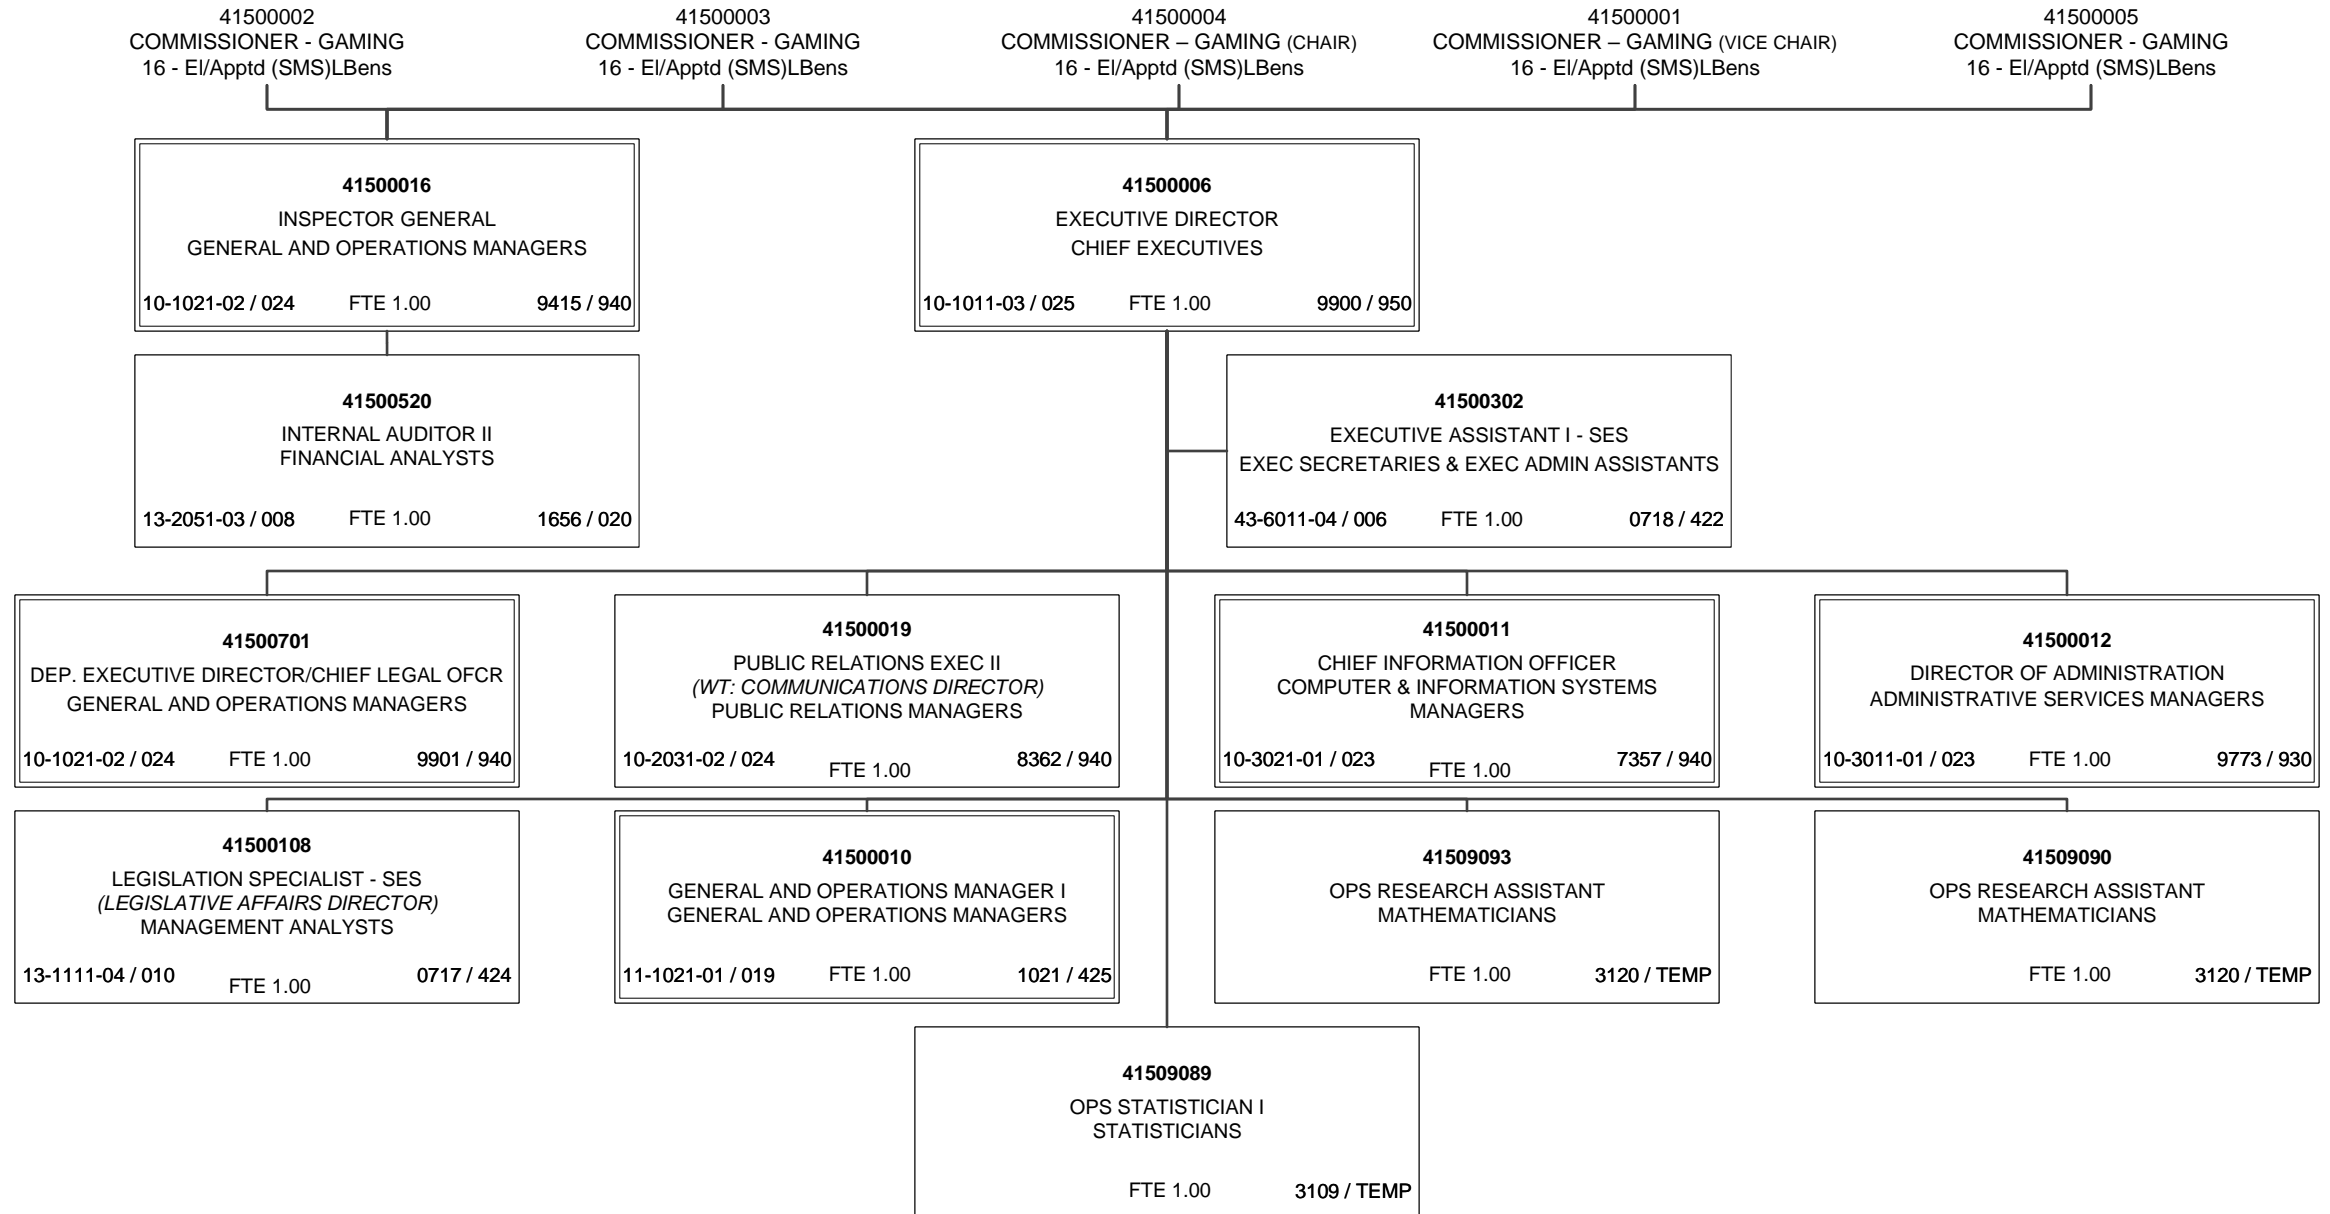 41500002
COMMISSIONER - GAMING
16 - El/Apptd (SMS)LBens
41500003
COMMISSIONER - GAMING
16 - El/Apptd (SMS)LBens
41500004
COMMISSIONER – GAMING (CHAIR)
16 - El/Apptd (SMS)LBens
41500001
COMMISSIONER – GAMING (VICE CHAIR)
16 - El/Apptd (SMS)LBens
41500005
COMMISSIONER - GAMING
16 - El/Apptd (SMS)LBens
41500016
INSPECTOR GENERAL
GENERAL AND OPERATIONS MANAGERS
10-1021-02 / 024 FTE 1.00 9415 / 940
41500006
EXECUTIVE DIRECTOR
CHIEF EXECUTIVES
10-1011-03 / 025 FTE 1.00 9900 / 950
41500520
INTERNAL AUDITOR II
FINANCIAL ANALYSTS
13-2051-03 / 008 FTE 1.00 1656 / 020
41500302
EXECUTIVE ASSISTANT I - SES
EXEC SECRETARIES & EXEC ADMIN ASSISTANTS
43-6011-04 / 006 FTE 1.00 0718 / 422
41500701
DEP. EXECUTIVE DIRECTOR/CHIEF LEGAL OFCR
GENERAL AND OPERATIONS MANAGERS
10-1021-02 / 024 FTE 1.00 9901 / 940
41500019
PUBLIC RELATIONS EXEC II
(WT: COMMUNICATIONS DIRECTOR)
PUBLIC RELATIONS MANAGERS
10-2031-02 / 024 FTE 1.00 8362 / 940
41500011
CHIEF INFORMATION OFFICER
COMPUTER & INFORMATION SYSTEMS
MANAGERS
10-3021-01 / 023 FTE 1.00 7357 / 940
41500012
DIRECTOR OF ADMINISTRATION
ADMINISTRATIVE SERVICES MANAGERS
10-3011-01 / 023 FTE 1.00 9773 / 930
41500108
LEGISLATION SPECIALIST - SES
(LEGISLATIVE AFFAIRS DIRECTOR)
MANAGEMENT ANALYSTS
13-1111-04 / 010 FTE 1.00 0717 / 424
41500010
GENERAL AND OPERATIONS MANAGER I
GENERAL AND OPERATIONS MANAGERS
11-1021-01 / 019 FTE 1.00 1021 / 425
41509093
OPS RESEARCH ASSISTANT
MATHEMATICIANS
FTE 1.00 3120 / TEMP
41509090
OPS RESEARCH ASSISTANT
MATHEMATICIANS
FTE 1.00 3120 / TEMP
41509089
OPS STATISTICIAN I
STATISTICIANS
FTE 1.00 3109 / TEMP